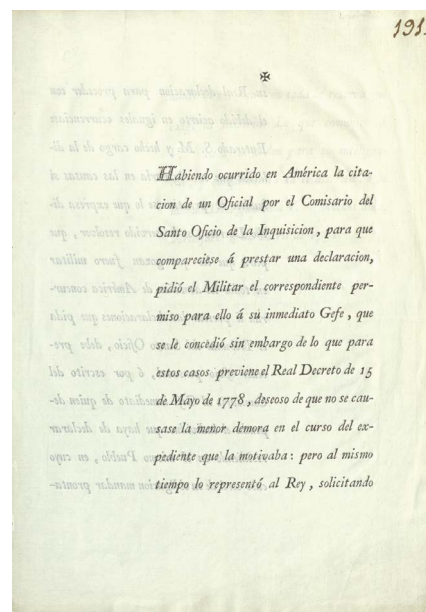 191.
✠
Habiendo ocurrido en América la cita-
cion de un Oficial por el Comisario del
Santo Oficio de la Inquisicion, para que
compareciese á prestar una declaracion,
pidió el Militar el correspondiente per-
miso para ello á su inmediato Gefe, que
se le concedió sin embargo de lo que para
estos casos previene el Real Decreto de 15
de Mayo de 1778, deseoso de que no se cau-
sase la menor demora en el curso del ex-
pediente que la motivaba: pero al mismo
tiempo lo representó al Rey, solicitando